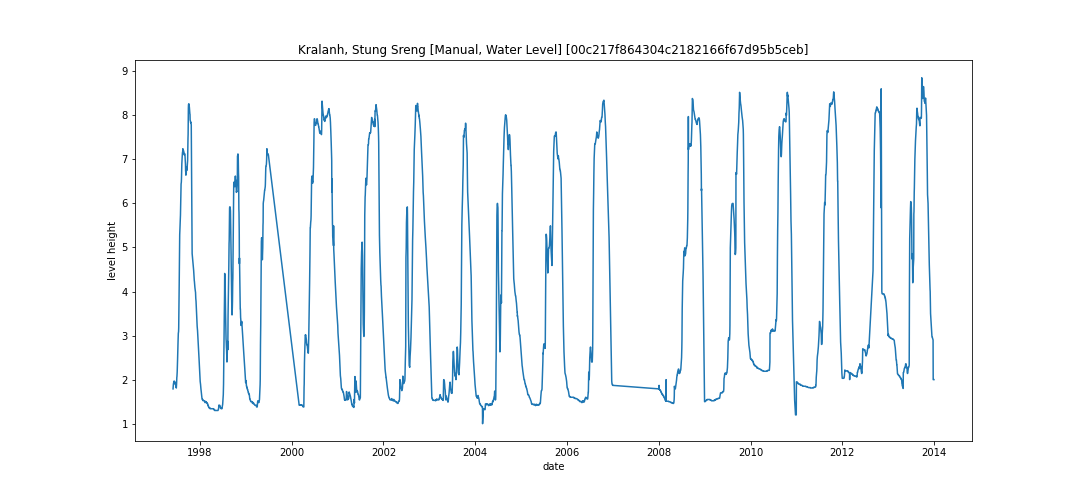 Kralanh, Stung Sreng [Manual, Water Level] [00c217f864304c2182166f67d95b5ceb]
9
8
7
6
5
4
3
2
1
level height
1998 2000 2002 2004 2006 2008 2010 2012 2014
date